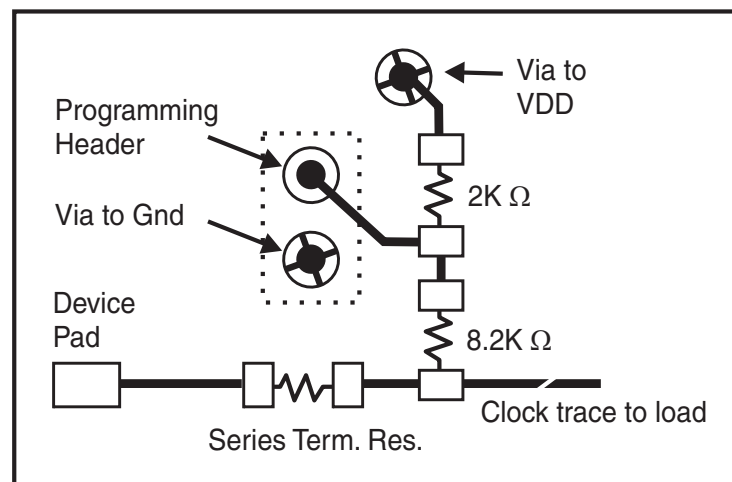 Via to
VDD
Programming
Header
2K Ω
Via to Gnd
Device
Pad
8.2K Ω
Clock trace to load
Series Term. Res.